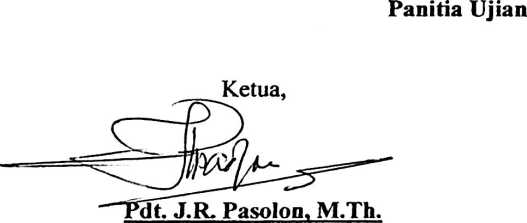 Panitia Ujian
Ketua,
Pdt. J.R. Pasolon, M.Th.